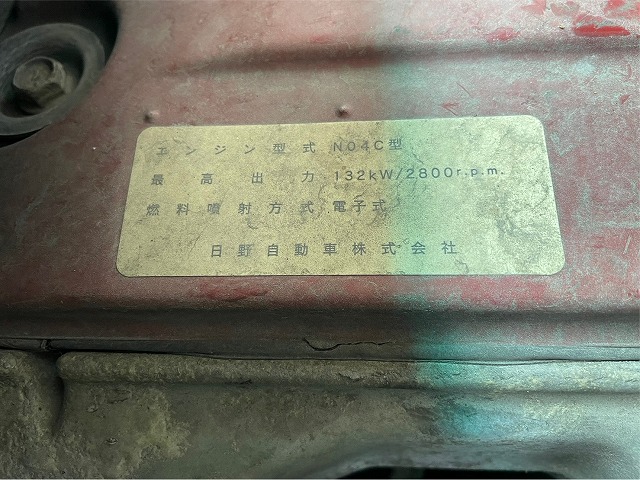 エンジン型式 N04C型
最高出力 132kW/2800r.p.m.
燃料噴射方式 電子式
日野自動車株式会社